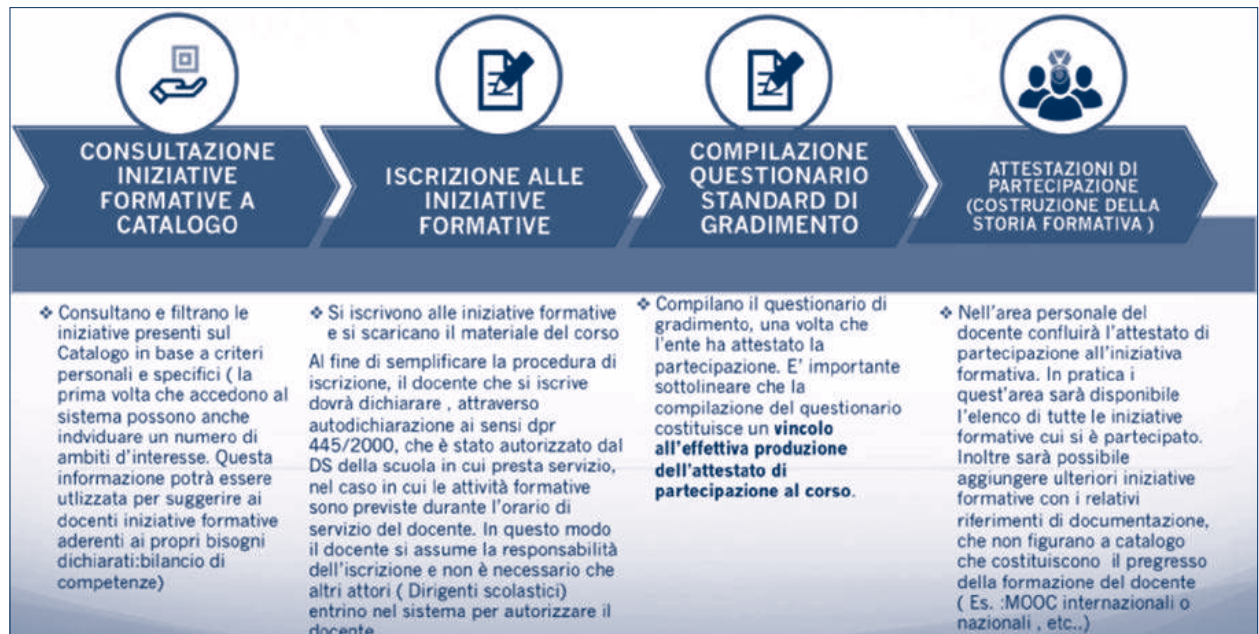 CONSULTAZIONE
INIZIATIVE
FORMATIVE A
CATALOGO
ISCRIZIONE ALLE
INIZIATIVE
FORMATIVE
COMPILAZIONE
QUESTIONARIO
STANDARD DI
GRADIMENTO
ATTESTAZIONI DI
PARTECIPAZIONE
(COSTRUZIONE DELLA
STORIA FORMATIVA )
❖ Consultano e filtrano le
iniziative presenti sul
Catalogo in base a criteri
personali e specifici ( la
prima volta che accedono al
sistema possono anche
indviduare un numero di
ambiti d'interesse. Questa
informazione potrà essere
utlizzata per suggerire ai
docenti iniziative formative
aderenti ai propri bisogni
dichiarati:bilancio di
competenze)
❖ Si iscrivono alle iniziative formative
e si scaricano il materiale del corso
Al fine di semplificare la procedura di
iscrizione, il docente che si iscrive
dovrà dichiarare , attraverso
autodichiarazione ai sensi dpr
445/2000, che è stato autorizzato dal
DS della scuola in cui presta servizio,
nel caso in cui le attività formative
sono previste durante l'orario di
servizio del docente. In questo modo
il docente si assume la responsabilità
dell'iscrizione e non è necessario che
altri attori ( Dirigenti scolastici)
entrino nel sistema per autorizzare il
docente
❖ Compilano il questionario di
gradimento, una volta che
l'ente ha attestato la
partecipazione. E' importante
sottolineare che la
compilazione del questionario
costituisce un vincolo
all'effettiva produzione
dell'attestato di
partecipazione al corso.
❖ Nell'area personale del
docente confluirà l'attestato di
partecipazione all'iniziativa
formativa. In pratica i
quest'area sarà disponibile
l'elenco di tutte le iniziative
formative cui si è partecipato.
Inoltre sarà possibile
aggiungere ulteriori iniziative
formative con i relativi
riferimenti di documentazione,
che non figurano a catalogo
che costituiscono il pregresso
della formazione del docente
( Es. :MOOC internazionali o
nazionali , etc..)